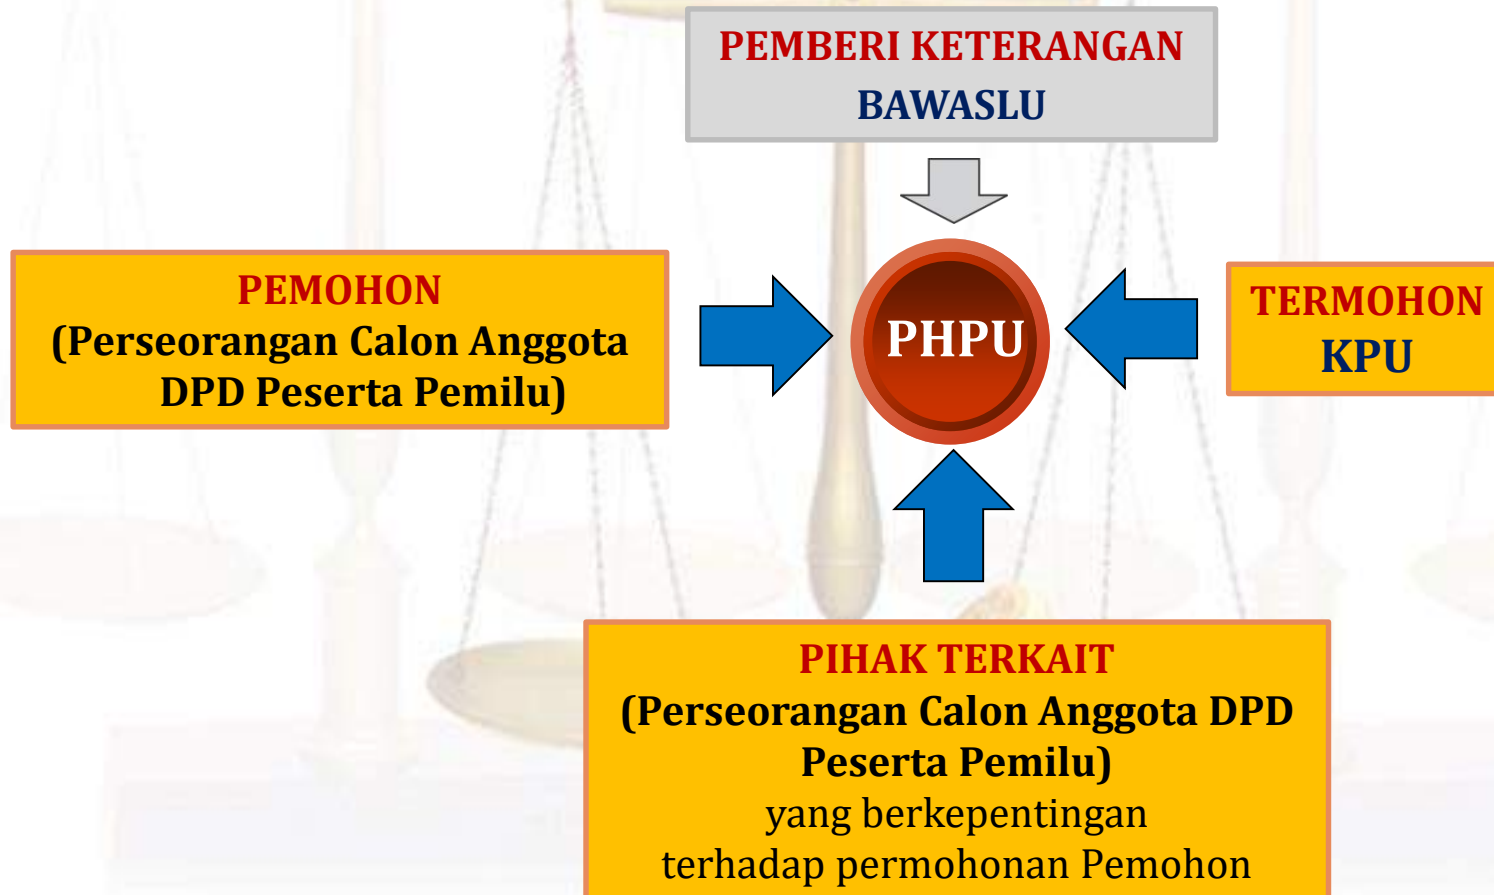 PEMBERI KETERANGAN
BAWASLU
PEMOHON
(Perseorangan Calon Anggota
DPD Peserta Pemilu)
PHPU
TERMOHON
KPU
PIHAK TERKAIT
(Perseorangan Calon Anggota DPD
Peserta Pemilu)
yang berkepentingan
terhadap permohonan Pemohon